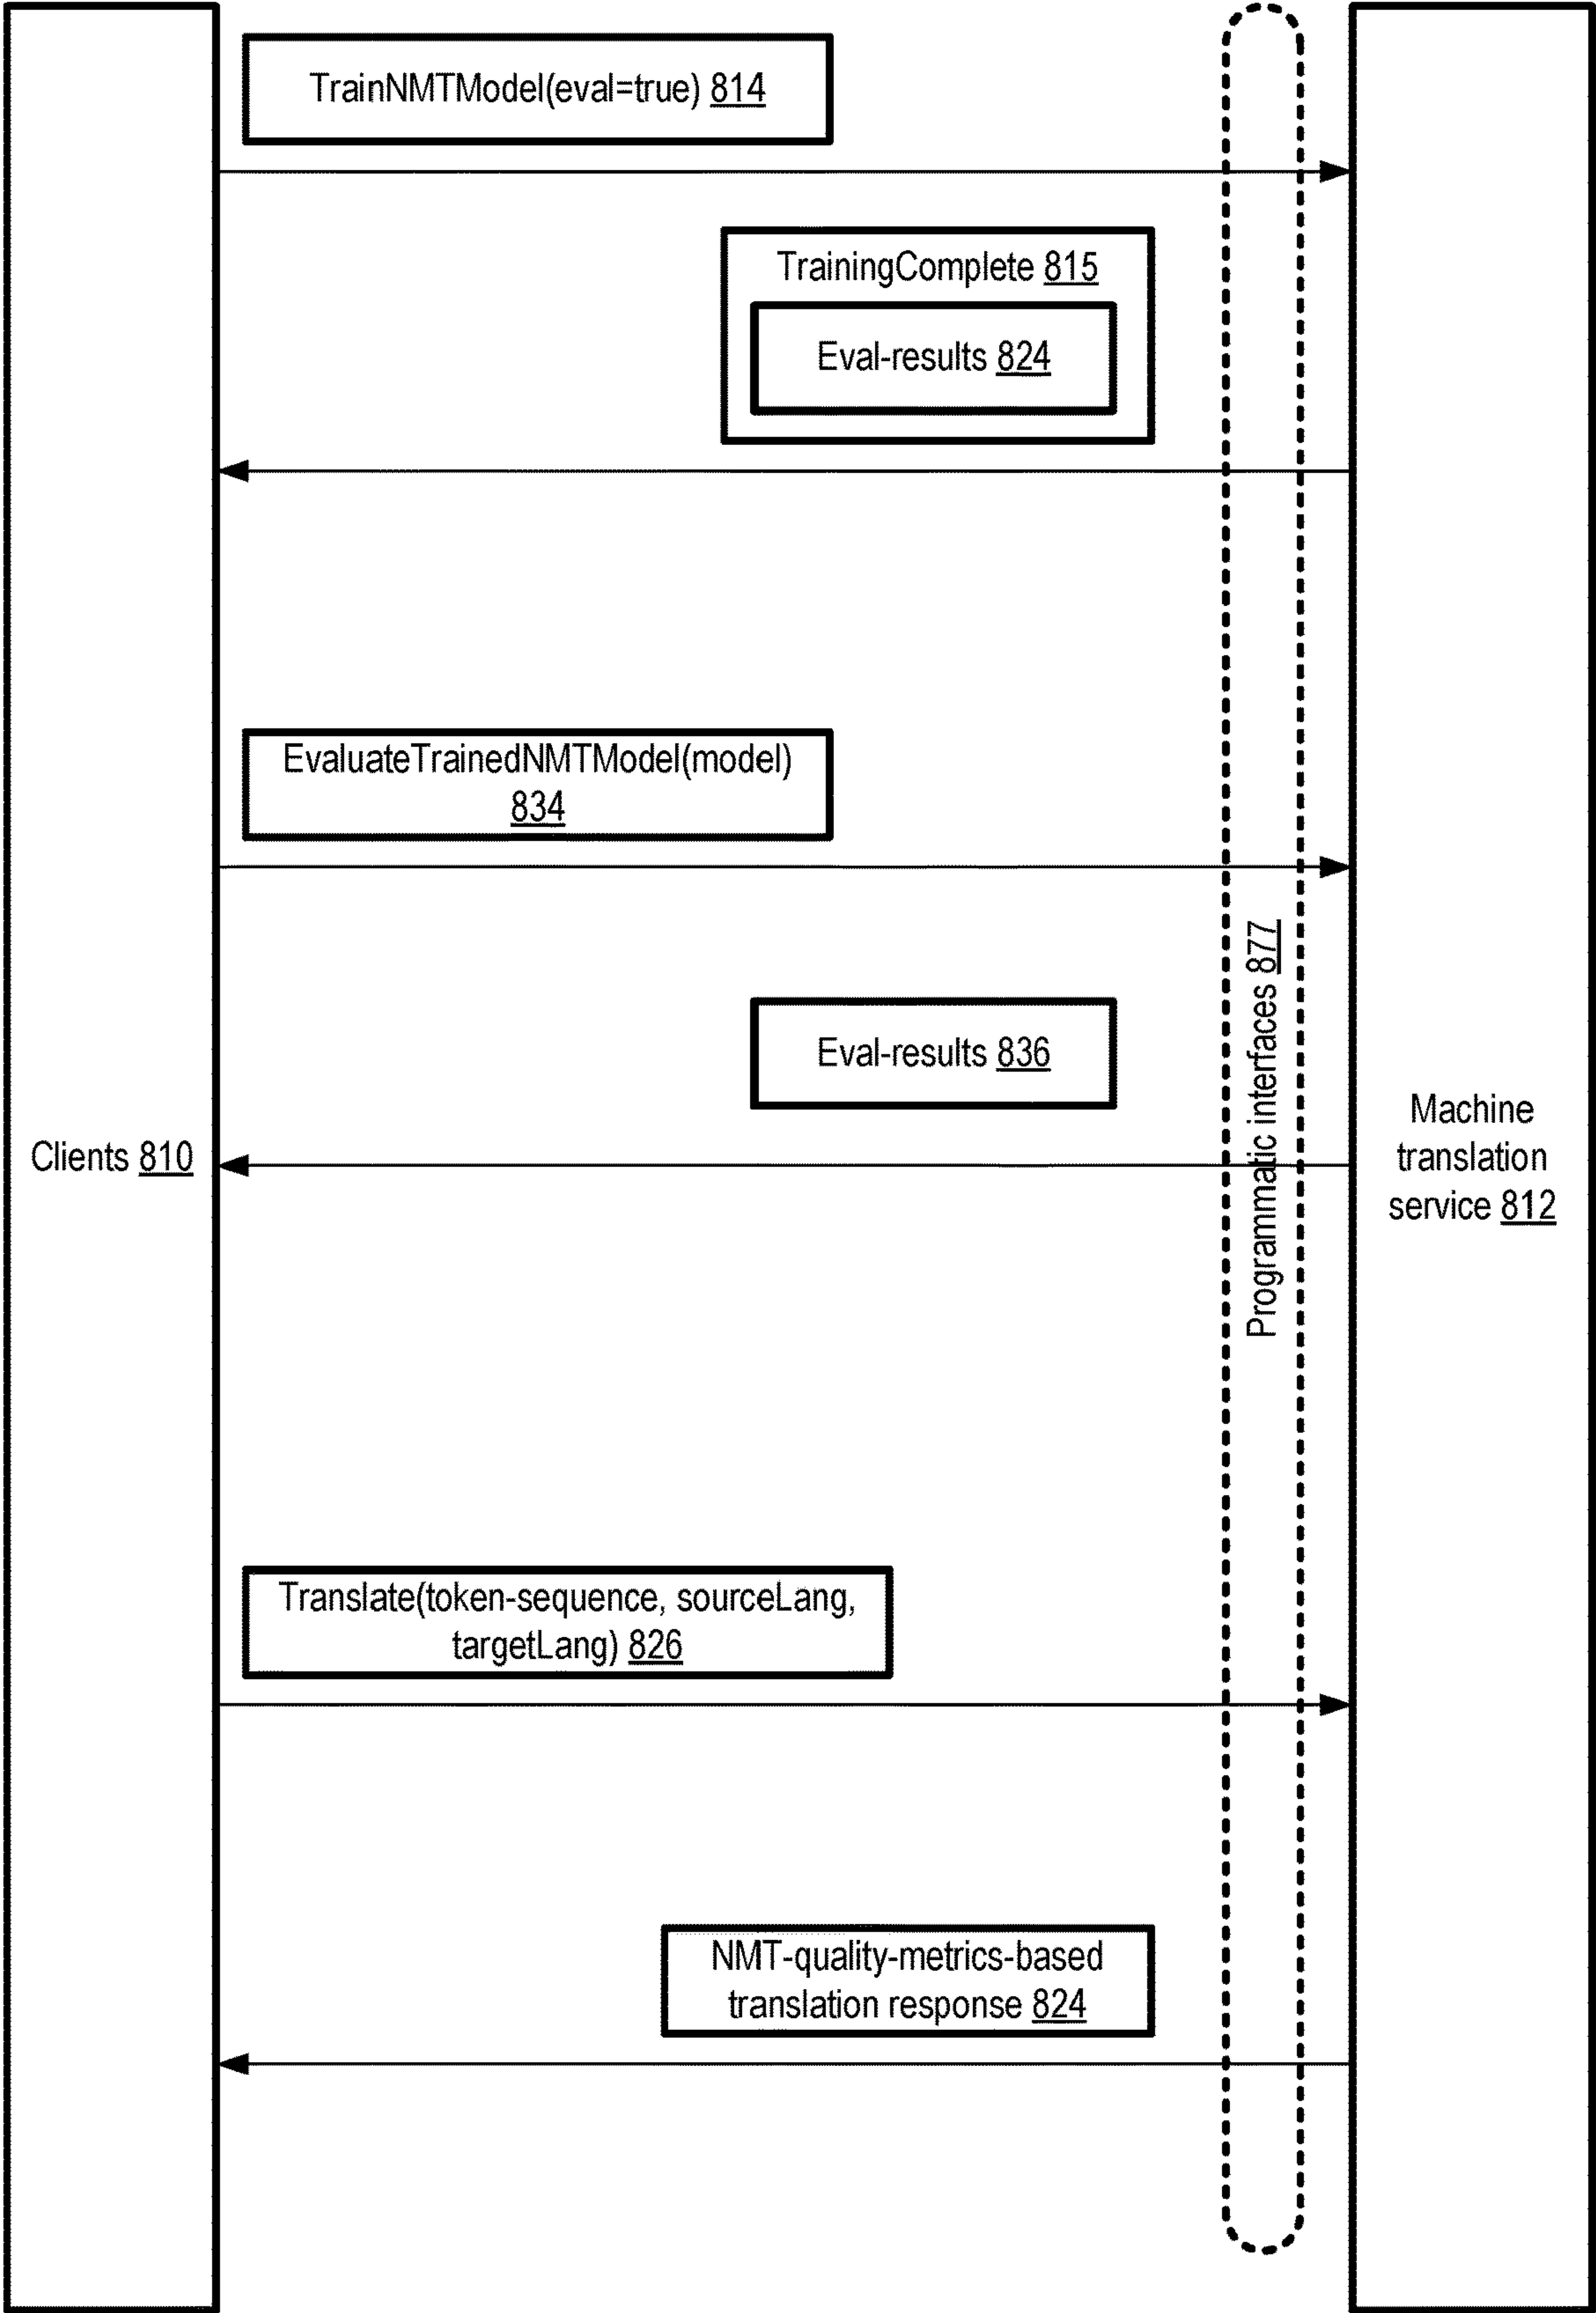 TrainNMTModel(eval=true) 814
TrainingComplete 815
Eval-results 824
EvaluateTrainedNMTModel(model)
834
Eval-results 836
Programmatic interfaces 877
Clients 810
Machine
translation
service 812
Translate(token-sequence, sourceLang,
targetLang) 826
NMT-quality-metrics-based
translation response 824